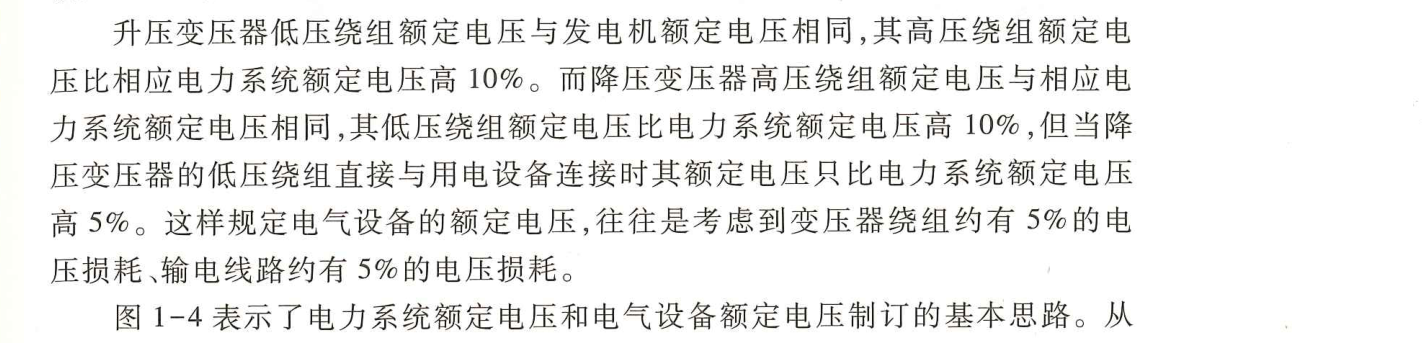 升压变压器低压绕组额定电压与发电机额定电压相同,其高压绕组额定电
压比相应电力系统额定电压高 10%。而降压变压器高压绕组额定电压与相应电
力系统额定电压相同,其低压绕组额定电压比电力系统额定电压高 10%,但当降
压变压器的低压绕组直接与用电设备连接时其额定电压只比电力系统额定电压
高 5%。这样规定电气设备的额定电压,往往是考虑到变压器绕组约有 5%的电
压损耗、输电线路约有 5%的电压损耗。
图 1-4 表示了电力系统额定电压和电气设备额定电压制订的基本思路。从